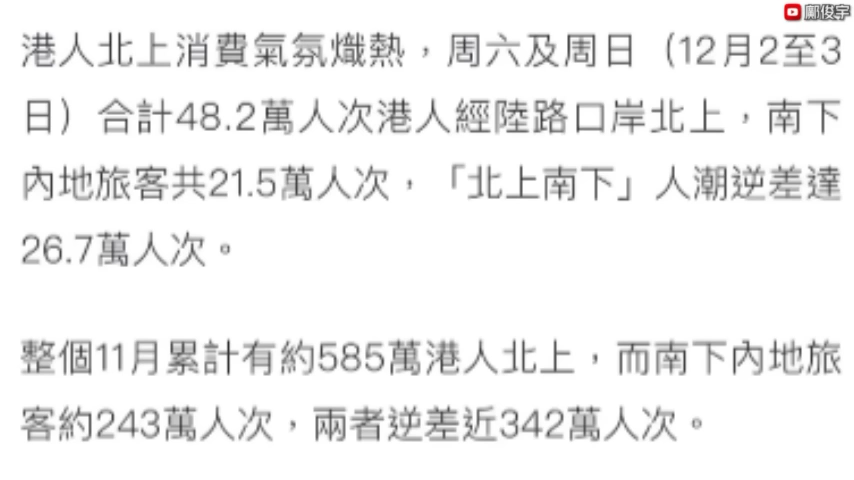 鄺俊宇
港人北上消費氣氛熾熱，周六及周日（12月2至3
日）合計48.2萬人次港人經陸路口岸北上，南下
內地旅客共21.5萬人次，「北上南下」人潮逆差達
26.7萬人次。
整個11月累計有約585萬港人北上，而南下內地旅
客約243萬人次，兩者逆差近342萬人次。